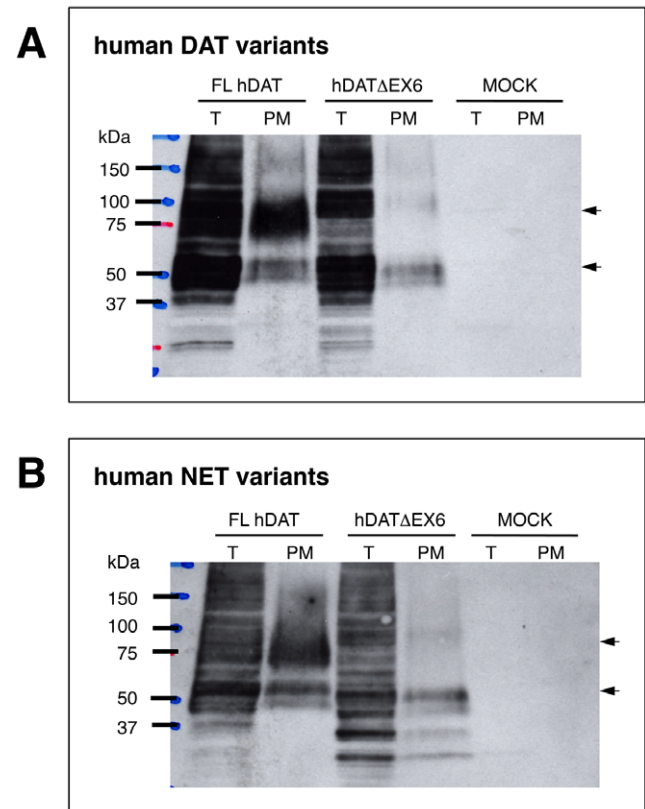 A
human DAT variants
FL hDAT hDATΔEX6 MOCK
T PM T PM T PM
kDa
150
100
75
50
37
B
human NET variants
FL hDAT hDATΔEX6 MOCK
T PM T PM T PM
kDa
150
100
75
50
37